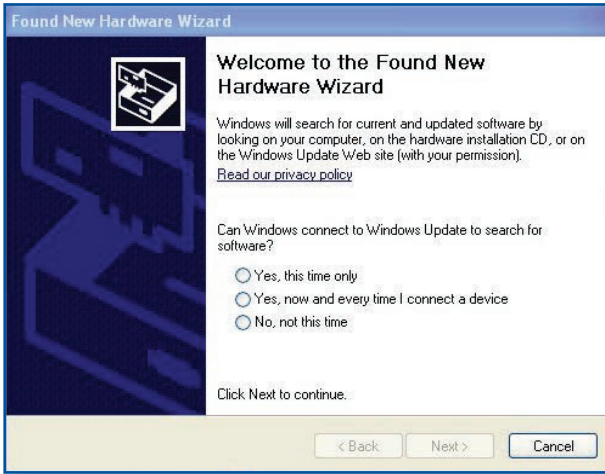 Found New Hardware Wizard
Welcome to the Found New
Hardware Wizard
Windows will search for current and updated software by
looking on your computer, on the hardware installation CD, or on
the Windows Update Web site (with your permission).
Read our privacy policy
Can Windows connect to Windows Update to search for
software?
Yes, this time only
Yes, now and every time I connect a device
No, not this time
Click Next to continue.
< Back Next > Cancel